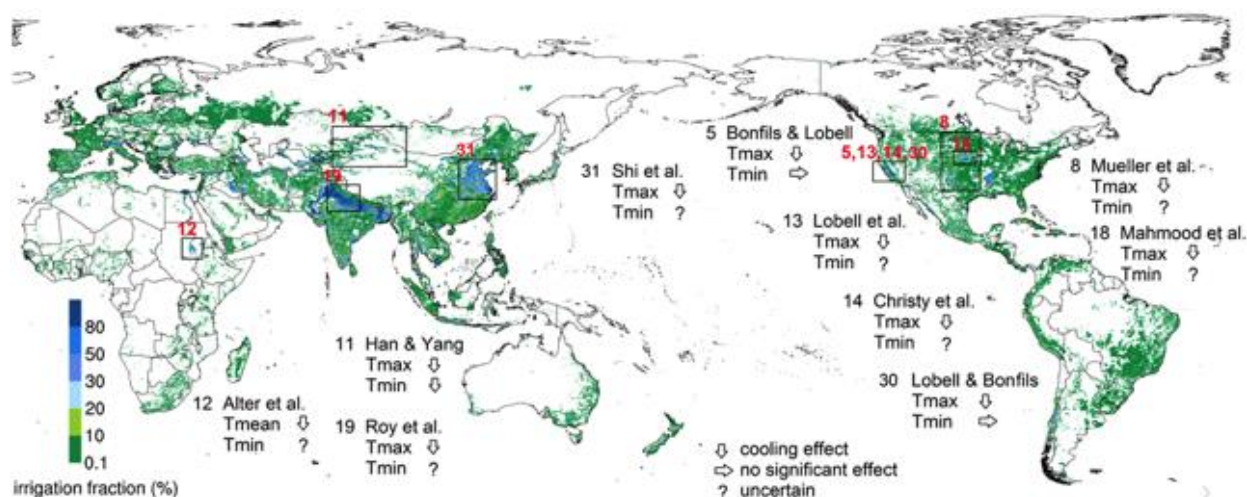 11
31
19
12
5,13,14,30
8
18
31 Shi et al.
Tmax ⇩
Tmin ?
5 Bonfils & Lobell
Tmax ⇩
Tmin ⇨
8 Mueller et al.
Tmax ⇩
Tmin ?
13 Lobell et al.
Tmax ⇩
Tmin ?
18 Mahmood et al.
Tmax ⇩
Tmin ?
14 Christy et al.
Tmax ⇩
Tmin ?
11 Han & Yang
Tmax ⇩
Tmin ⇩
30 Lobell & Bonfils
Tmax ⇩
Tmin ⇨
12 Alter et al.
Tmean ⇩
Tmin ?
19 Roy et al.
Tmax ⇩
Tmin ?
80
50
30
20
10
0.1
irrigation fraction (%)
⇩ cooling effect
⇨ no significant effect
? uncertain